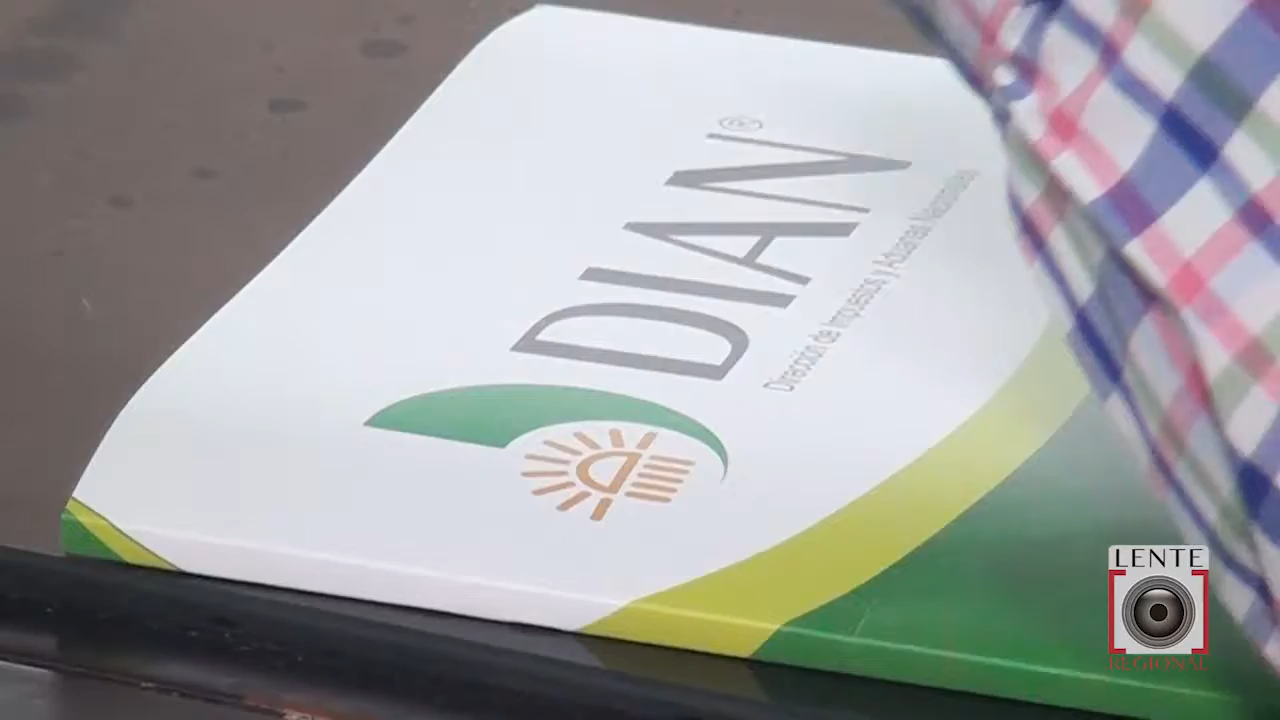 DIAN®
Dirección de Impuestos y Aduanas Nacionales
LENTE
REGIONAL